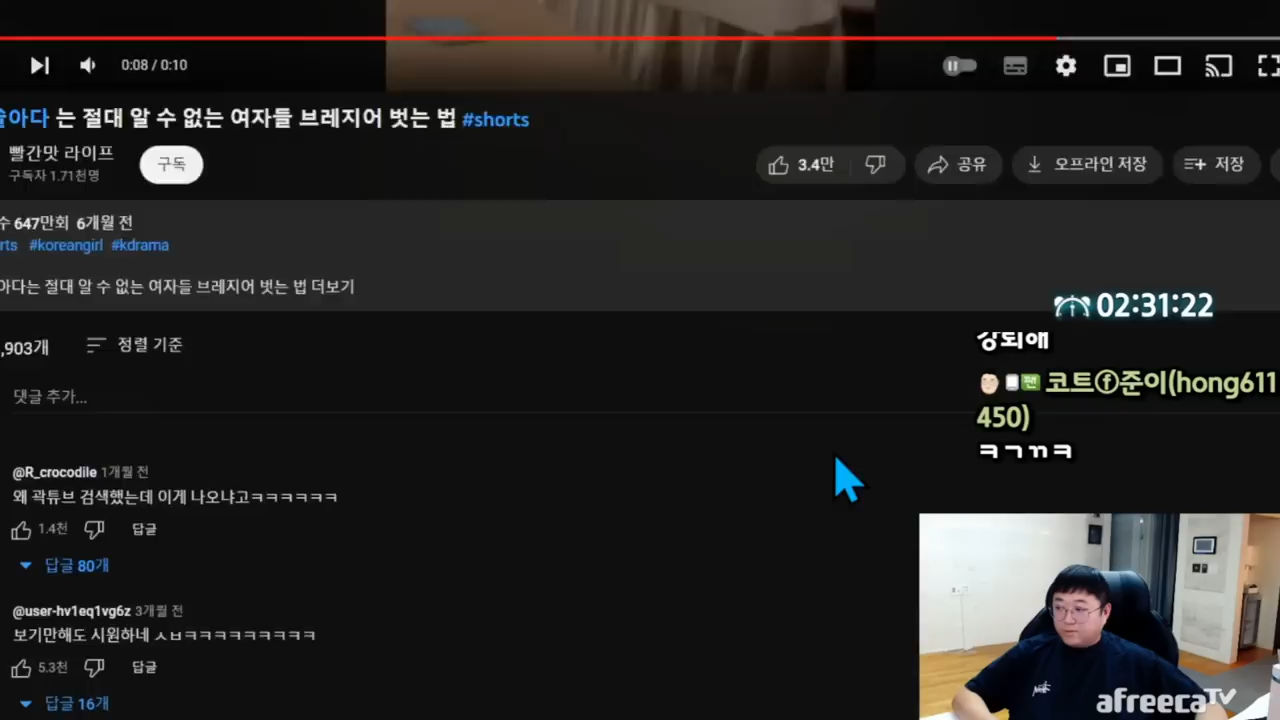 0:08 / 0:10
솔아다 는 절대 알 수 없는 여자들 브레지어 벗는 법 #shorts
빨간맛 라이프
구독자 1.71천명
구독
3.4만
공유
오프라인 저장
저장
수 647만회 6개월 전
rts #koreangirl #kdrama
아다는 절대 알 수 없는 여자들 브레지어 벗는 법 더보기
02:31:22
,903개
정렬 기준
강퇴해
댓글 추가...
팬 코트ⓕ준이(hong611
450)
ㅋㄱㄲㅋ
@R_crocodile 1개월 전
왜 곽튜브 검색했는데 이게 나오냐고ㅋㅋㅋㅋㅋㅋ
1.4천
답글
답글 80개
@user-hv1eq1vg6z 3개월 전
보기만해도 시원하네 ㅅㅂㅋㅋㅋㅋㅋㅋㅋㅋㅋ
5.3천
답글
답글 16개
afreecaTV